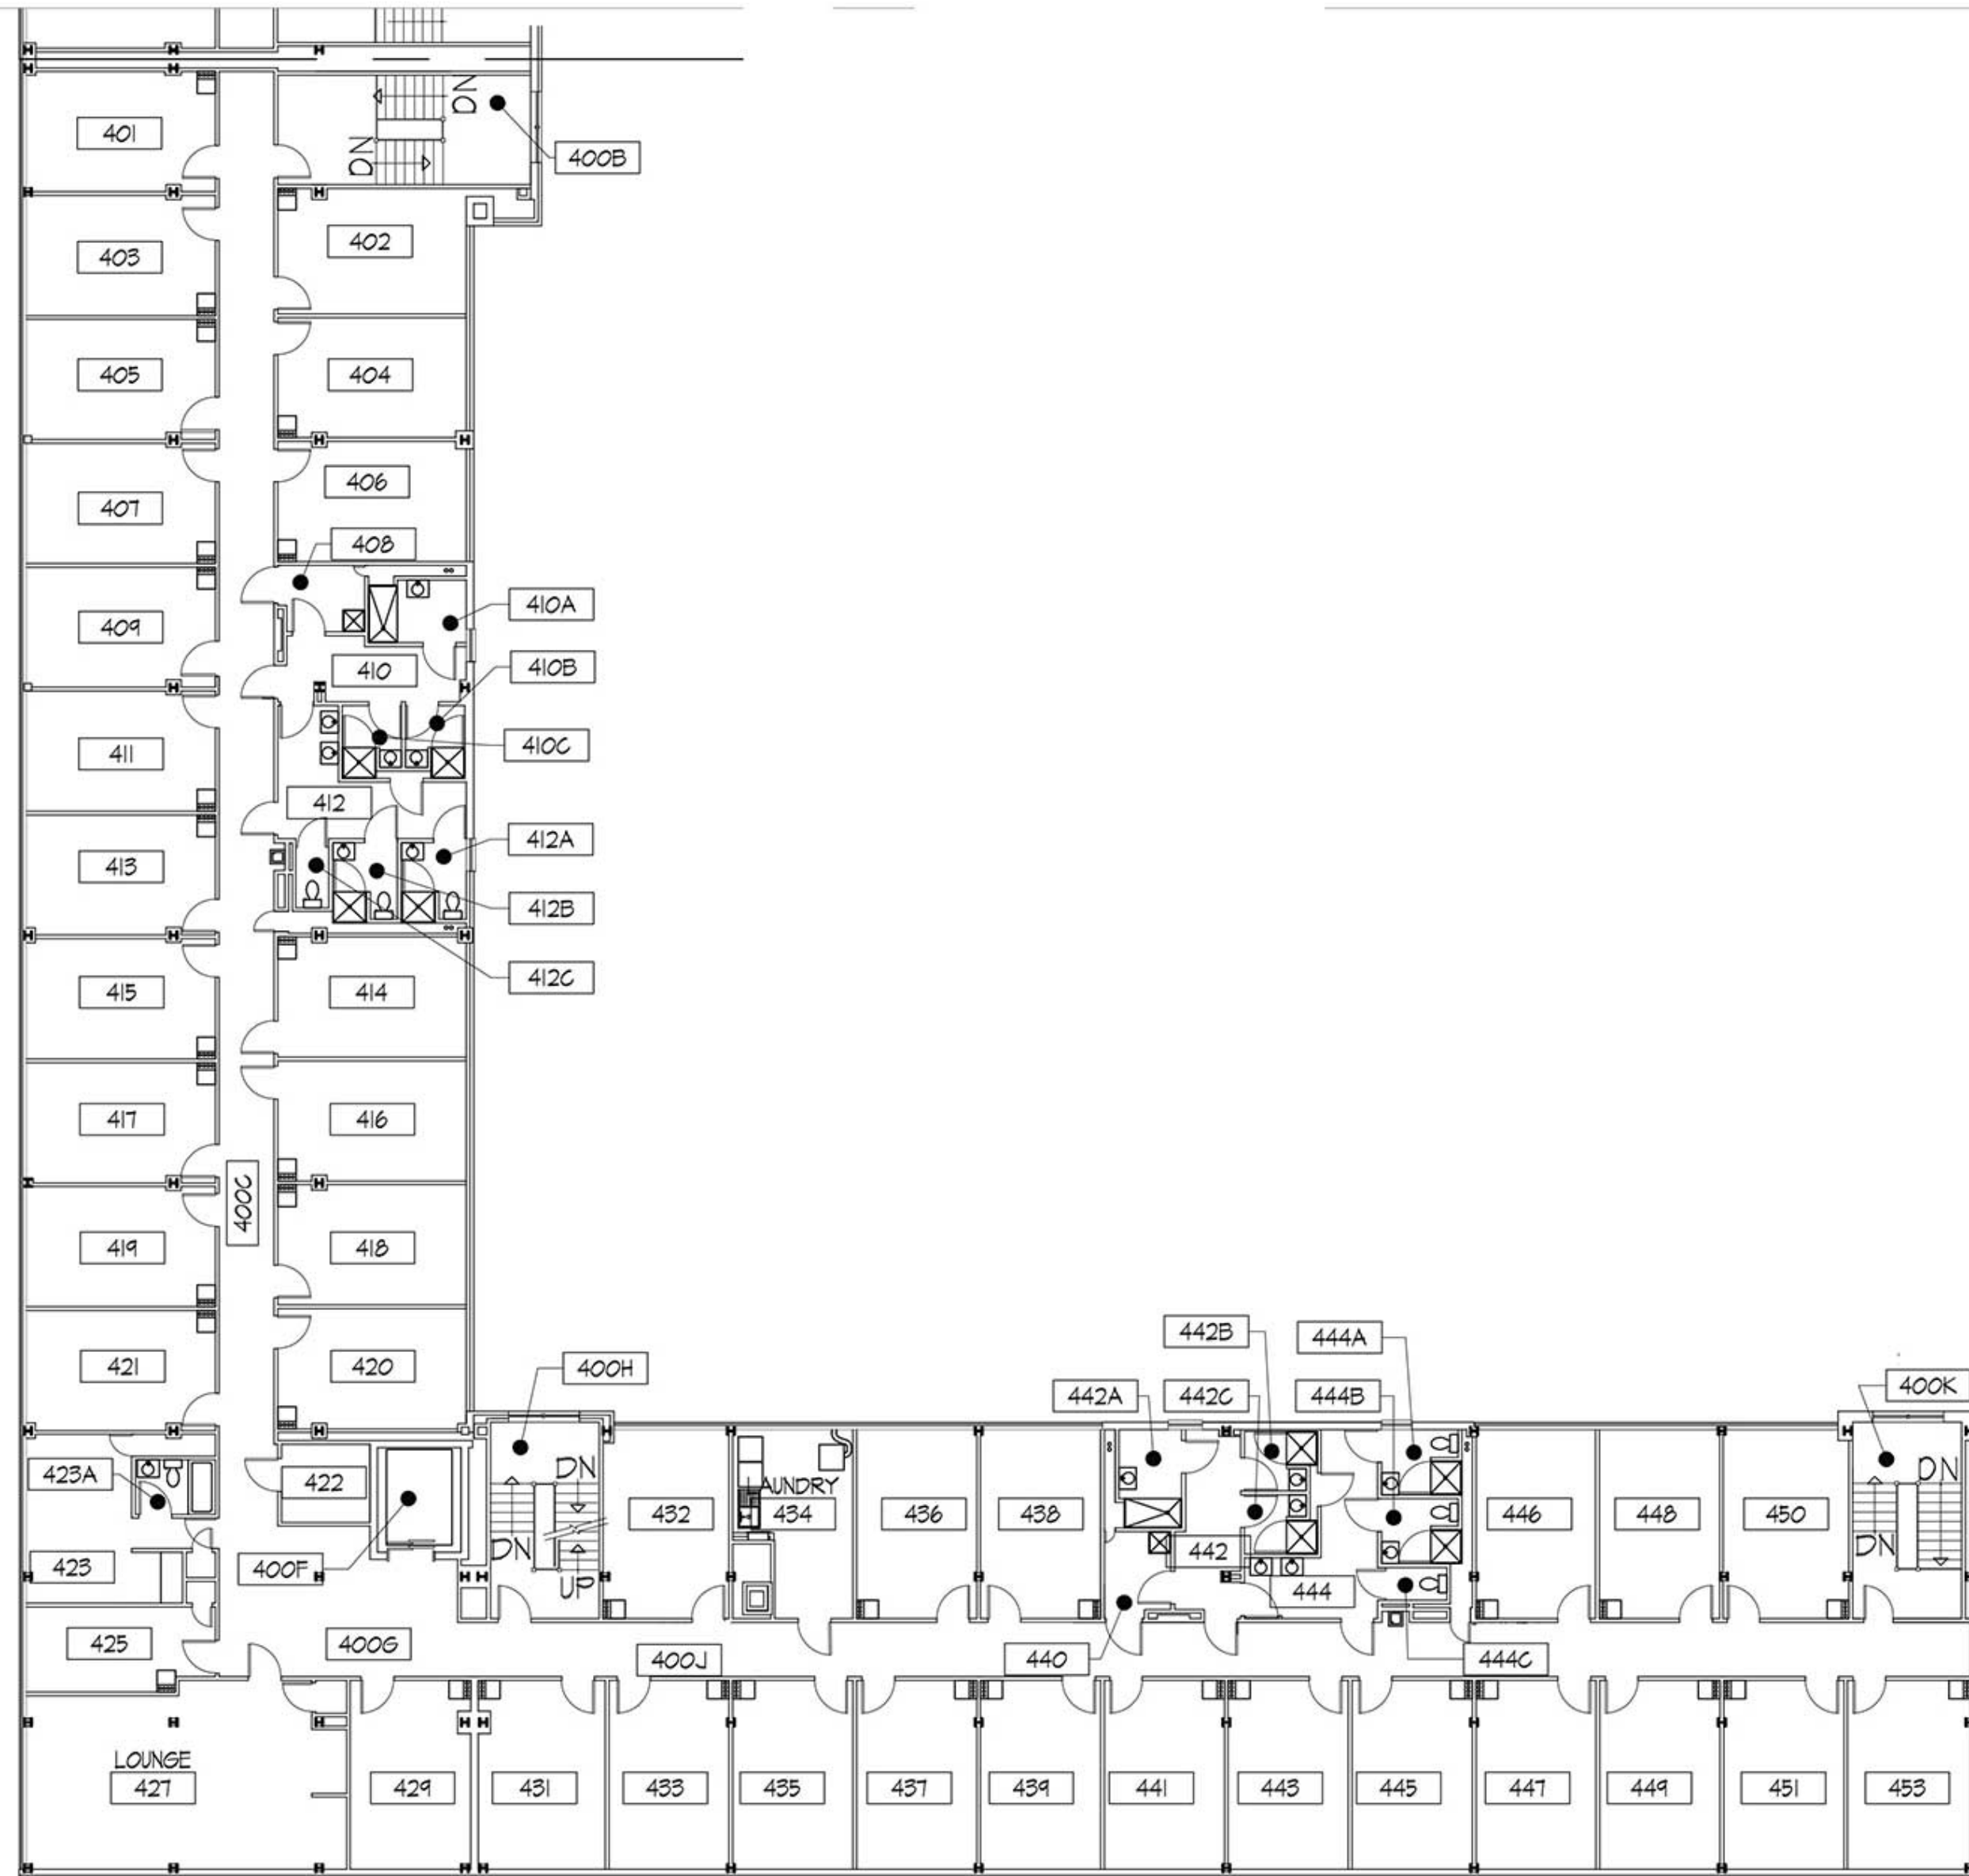 DN
401
400B
DN
402
403
404
405
406
407
408
410A
409
410B
410
410C
411
412
412A
413
412B
412C
415
414
417
416
400C
419
418
442B
444A
421
420
400H
400K
442A
442C
444B
423A
DN
DN
422
LAUNDRY
432
434
436
438
446
448
450
DN
DN
442
423
400F
UP
444
425
400G
400J
440
444C
LOUNGE
427
429
431
433
435
437
439
441
443
445
447
449
451
453